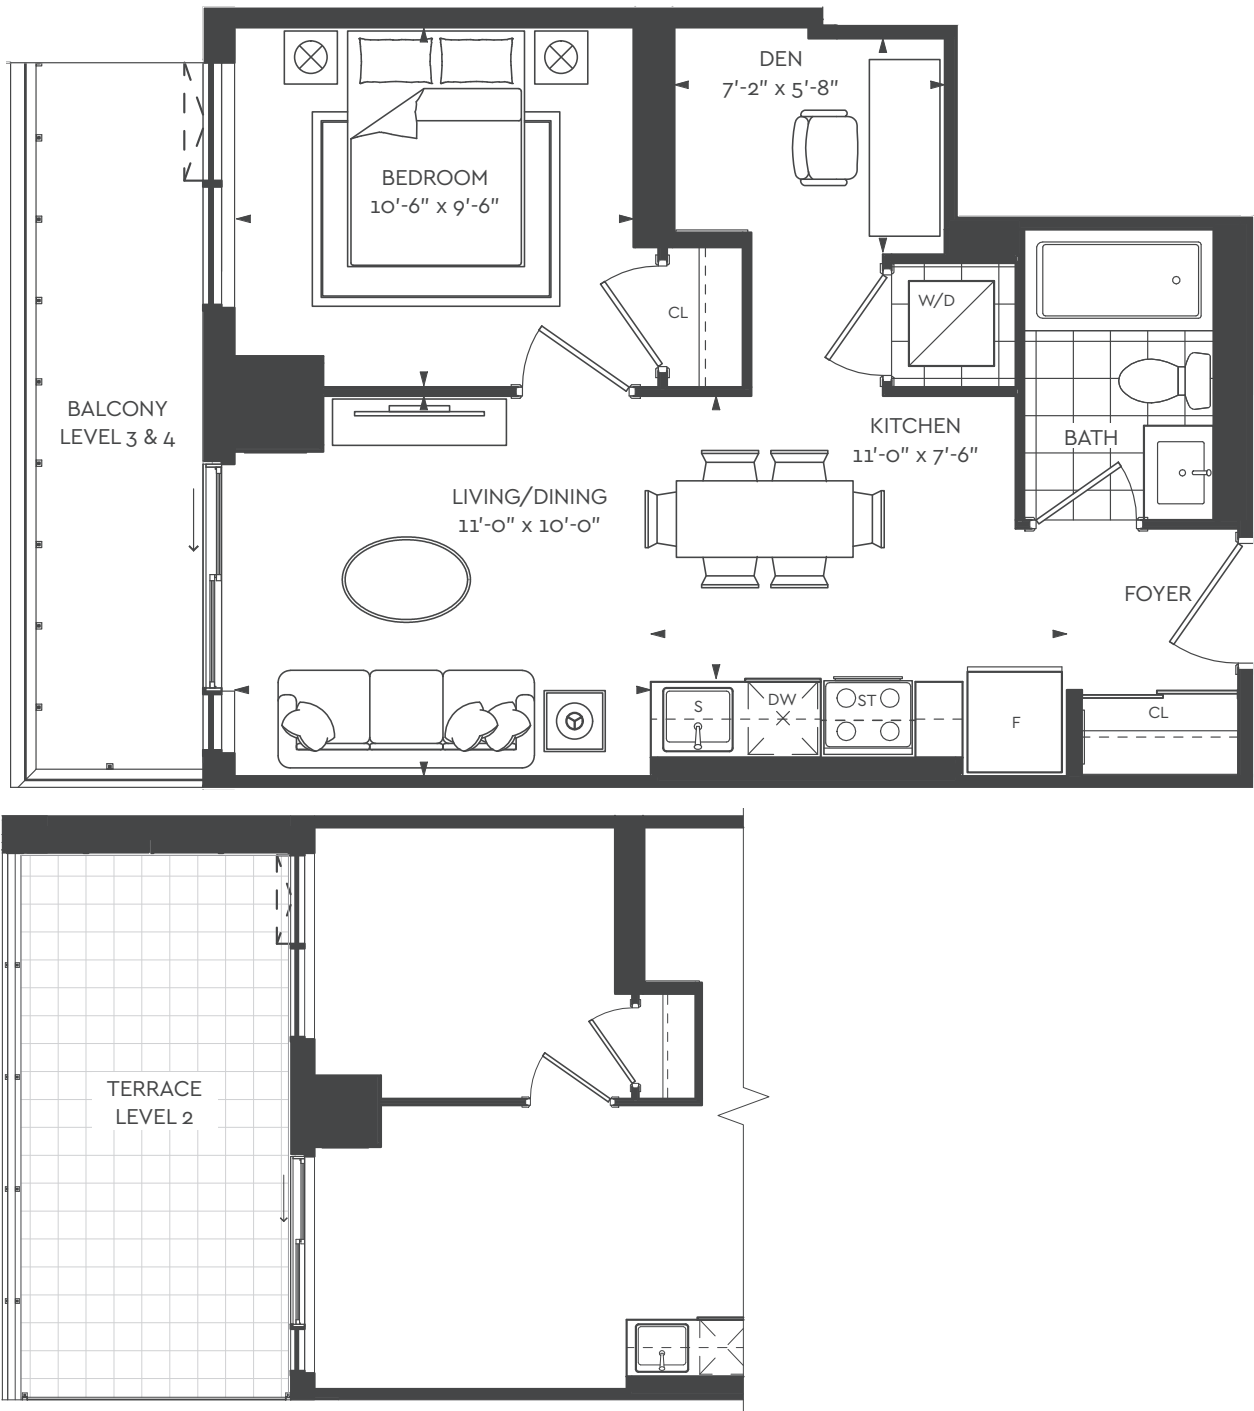 DEN
7'-2" x 5'-8"
BEDROOM
10'-6" x 9'-6"
W/D
CL
BALCONY
LEVEL 3 & 4
KITCHEN
11'-0" x 7'-6"
BATH
LIVING/DINING
11'-0" x 10'-0"
FOYER
S
DW
ST
F
CL
TERRACE
LEVEL 2